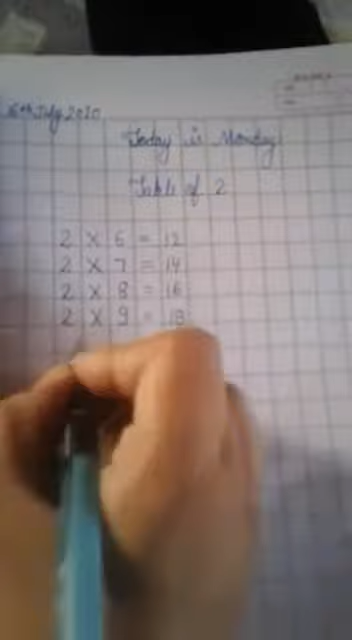 6th July 2020
Today is Monday
Table of 2
2 X 6 = 12
2 X 7 = 14
2 X 8 = 16
2 X 9 = 18